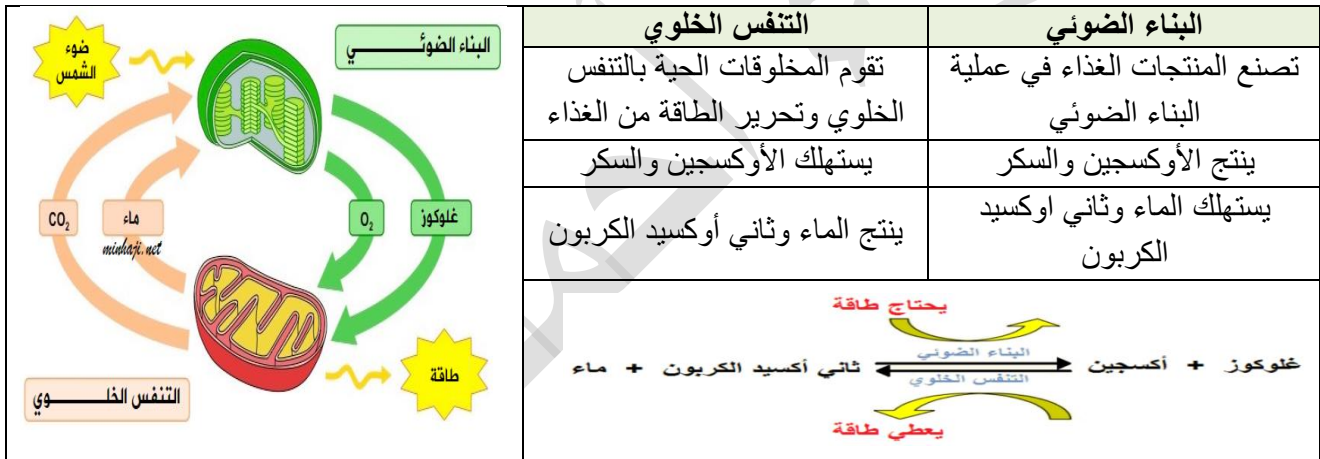 البناء الضوئي
التنفس الخلوي
تصنع المنتجات الغذاء في عملية
البناء الضوئي
تقوم المخلوقات الحية بالتنفس
الخلوي وتحرير الطاقة من الغذاء
ينتج الأوكسجين والسكر
يستهلك الأوكسجين والسكر
يستهلك الماء وثاني اوكسيد
الكربون
ينتج الماء وثاني أوكسيد الكربون
يحتاج طاقة
البناء الضوئي
ثاني أكسيد الكربون + ماء
غلوكوز + أكسجين
التنفس الخلوي
يعطي طاقة
البناء الضوئــــــــي
ضوء
الشمس
غلوكوز
O₂
ماء
CO₂
minhaji.net
طاقة
التنفس الخلـــــــوي